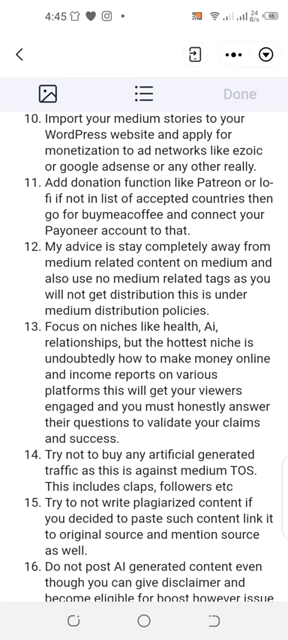 4:45
24
B/s
Done
10. Import your medium stories to your
WordPress website and apply for
monetization to ad networks like ezoic
or google adsense or any other really.
11. Add donation function like Patreon or lo-
fi if not in list of accepted countries then
go for buymeacoffee and connect your
Payoneer account to that.
12. My advice is stay completely away from
medium related content on medium and
also use no medium related tags as you
will not get distribution this is under
medium distribution policies.
13. Focus on niches like health, Ai,
relationships, but the hottest niche is
undoubtedly how to make money online
and income reports on various
platforms this will get your viewers
engaged and you must honestly answer
their questions to validate your claims
and success.
14. Try not to buy any artificial generated
traffic as this is against medium TOS.
This includes claps, followers etc
15. Try to not write plagiarized content if
you decided to paste such content link it
to original source and mention source
as well.
16. Do not post AI generated content even
though you can give disclaimer and
become eligible for boost however issue